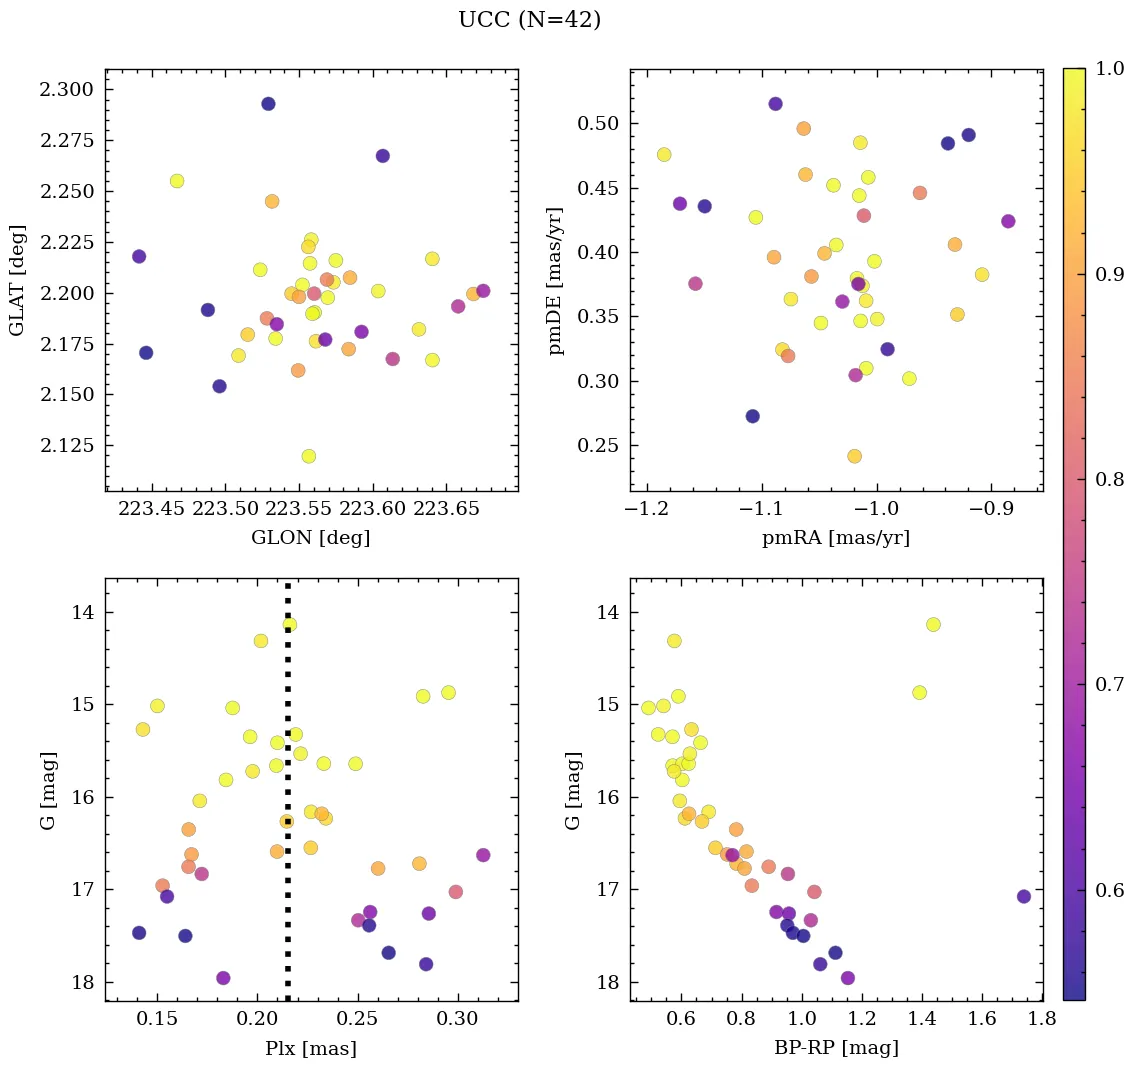 UCC (N=42)
2.300
2.275
2.250
2.225
2.200
2.175
2.150
2.125
GLAT [deg]
223.45 223.50 223.55 223.60 223.65
GLON [deg]
0.50
0.45
0.40
0.35
0.30
0.25
pmDE [mas/yr]
−1.2 −1.1 −1.0 −0.9
pmRA [mas/yr]
1.0
0.9
0.8
0.7
0.6
14
15
16
17
18
G [mag]
0.15 0.20 0.25 0.30
Plx [mas]
14
15
16
17
18
G [mag]
0.6 0.8 1.0 1.2 1.4 1.6 1.8
BP-RP [mag]